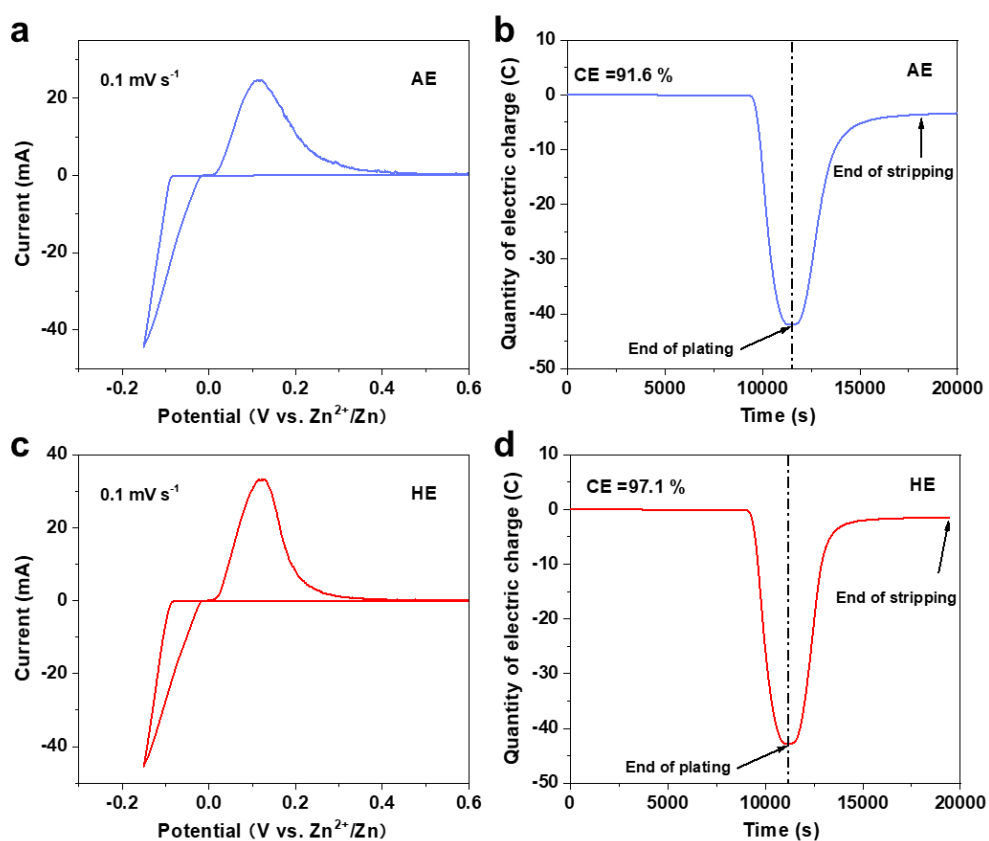 a
0.1 mV s⁻¹
AE
20
0
-20
-40
Current (mA)
-0.2 0.0 0.2 0.4 0.6
Potential（V vs. Zn²⁺/Zn）
b
CE =91.6 %
AE
10
0
-10
-20
-30
-40
-50
Quantity of electric charge (C)
End of stripping
End of plating
0 5000 10000 15000 20000
Time (s)
c
0.1 mV s⁻¹
HE
40
20
0
-20
-40
Current (mA)
-0.2 0.0 0.2 0.4 0.6
Potential（V vs. Zn²⁺/Zn）
d
CE =97.1 %
HE
10
0
-10
-20
-30
-40
-50
Quantity of electric charge (C)
End of stripping
End of plating
0 5000 10000 15000 20000
Time (s)